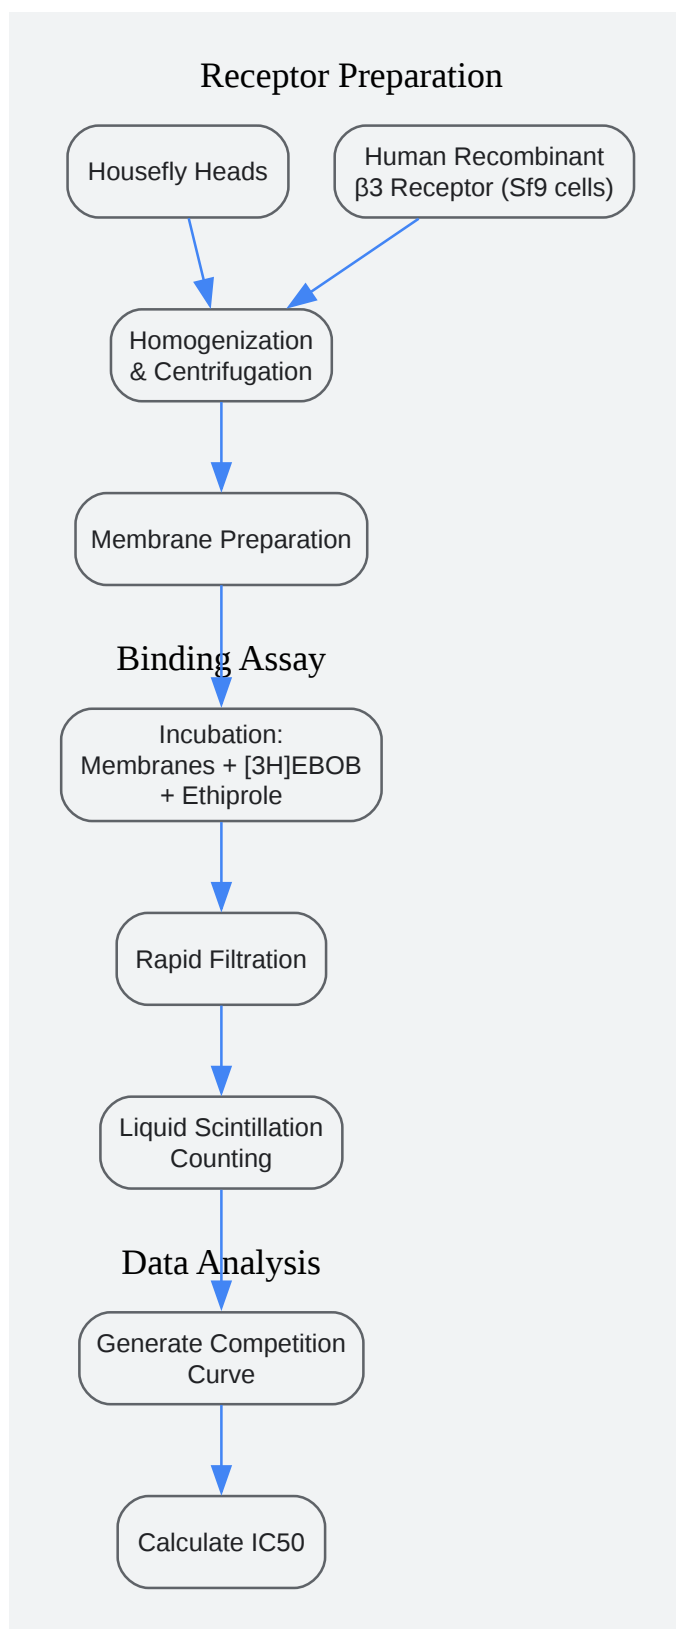 Receptor Preparation
Housefly Heads
Human Recombinant
β3 Receptor (Sf9 cells)
Homogenization
& Centrifugation
Membrane Preparation
Binding Assay
Incubation:
Membranes + [3H]EBOB
+ Ethiprole
Rapid Filtration
Liquid Scintillation
Counting
Data Analysis
Generate Competition
Curve
Calculate IC50